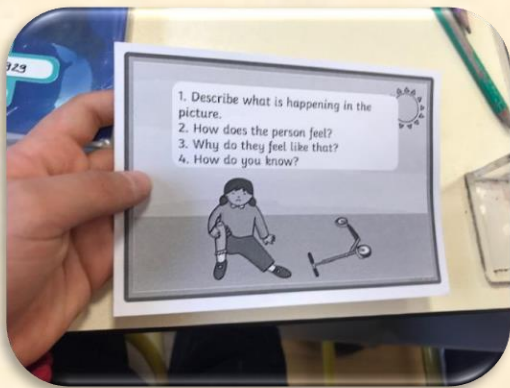 929
1. Describe what is happening in the
picture.
2. How does the person feel?
3. Why do they feel like that?
4. How do you know?